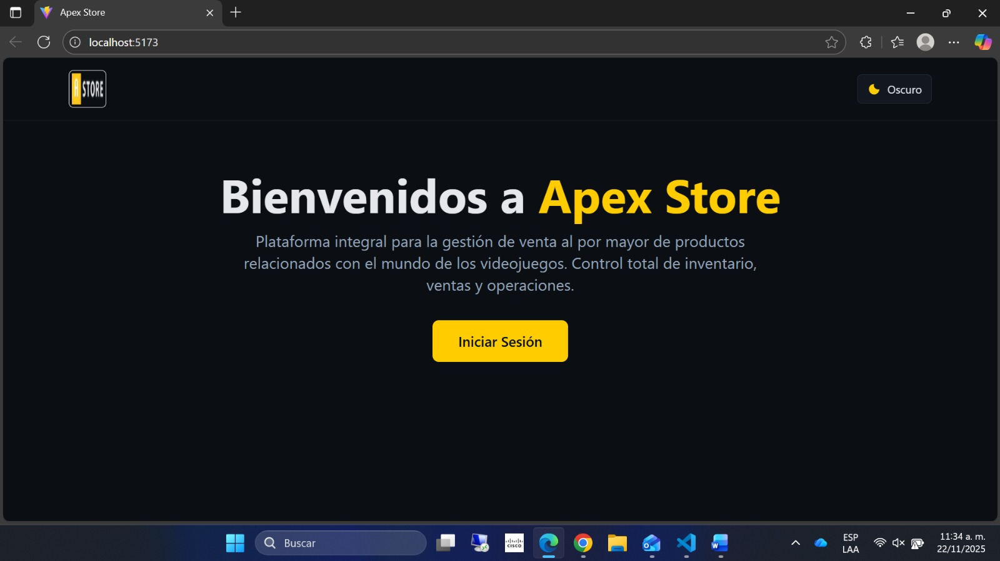 Apex Store
localhost:5173
A STORE
Oscuro
Bienvenidos a Apex Store
Plataforma integral para la gestión de venta al por mayor de productos
relacionados con el mundo de los videojuegos. Control total de inventario,
ventas y operaciones.
Iniciar Sesión
Buscar
cisco
ESP
LAA
11:34 a. m.
22/11/2025